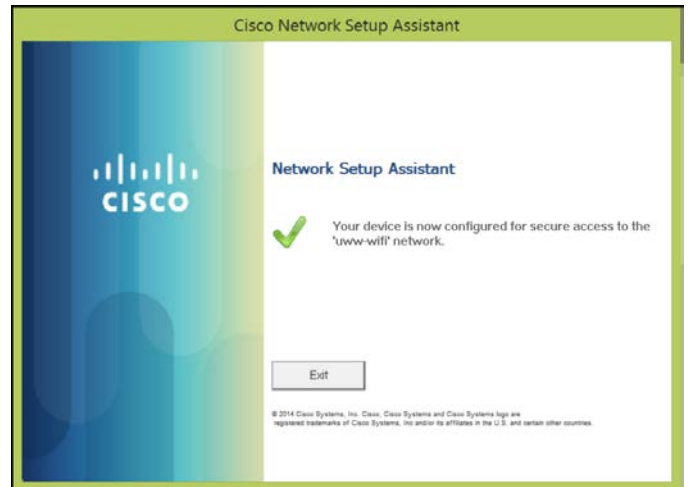 Cisco Network Setup Assistant
CISCO
Network Setup Assistant
Your device is now configured for secure access to the
'uww-wifi' network.
Exit
© 2014 Cisco Systems, Inc. Cisco, Cisco Systems and Cisco Systems logo are
registered trademarks of Cisco Systems, Inc and/or its affiliates in the U.S. and certain other countries.